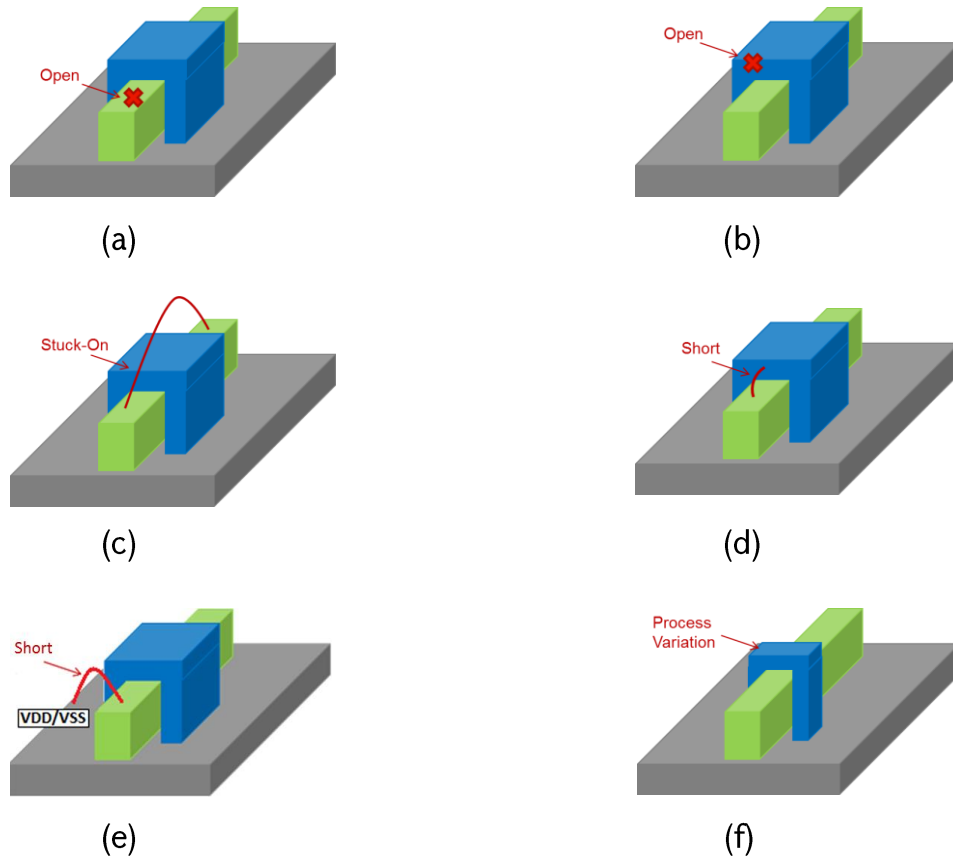 Open
Open
(a)
(b)
Stuck-On
Short
(c)
(d)
Short
VDD/VSS
Process
Variation
(e)
(f)